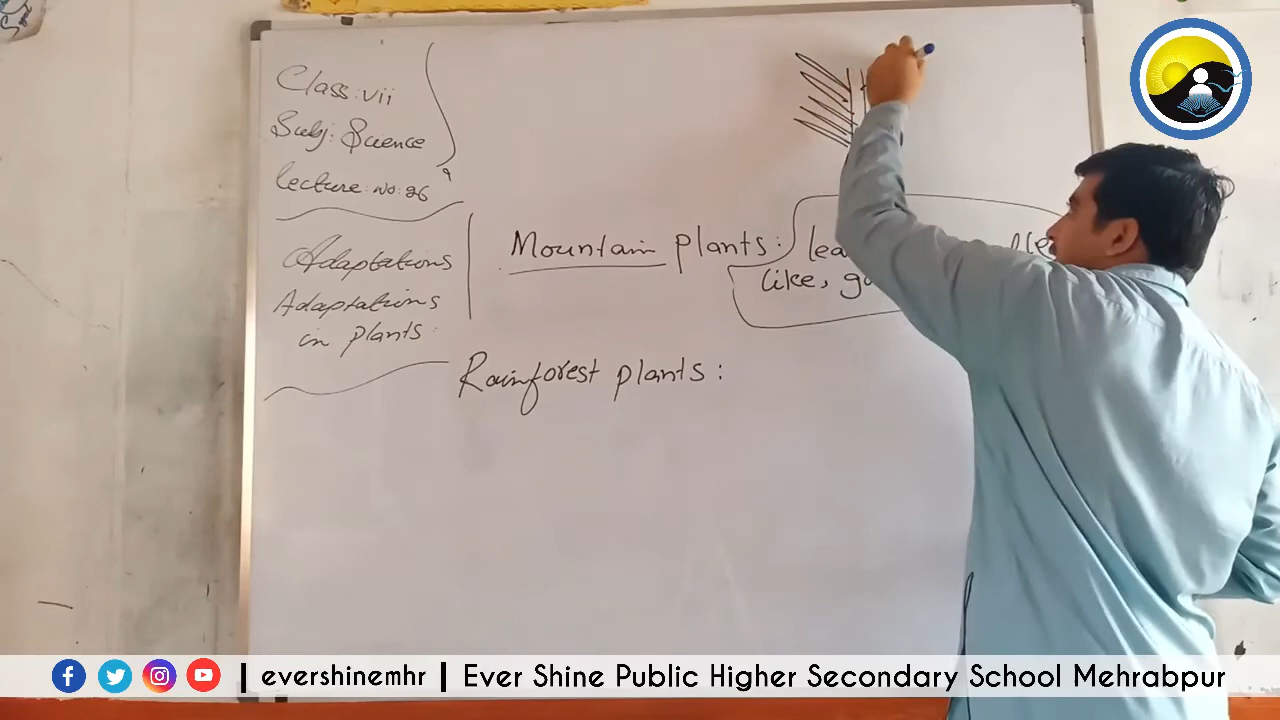 Class: vii
Subj: Science
Lecture: no: 26
Adaptations
Adaptations
in plants:
Mountain plants:
like,
Rainforest plants:
| evershinemhr | Ever Shine Public Higher Secondary School Mehrabpur